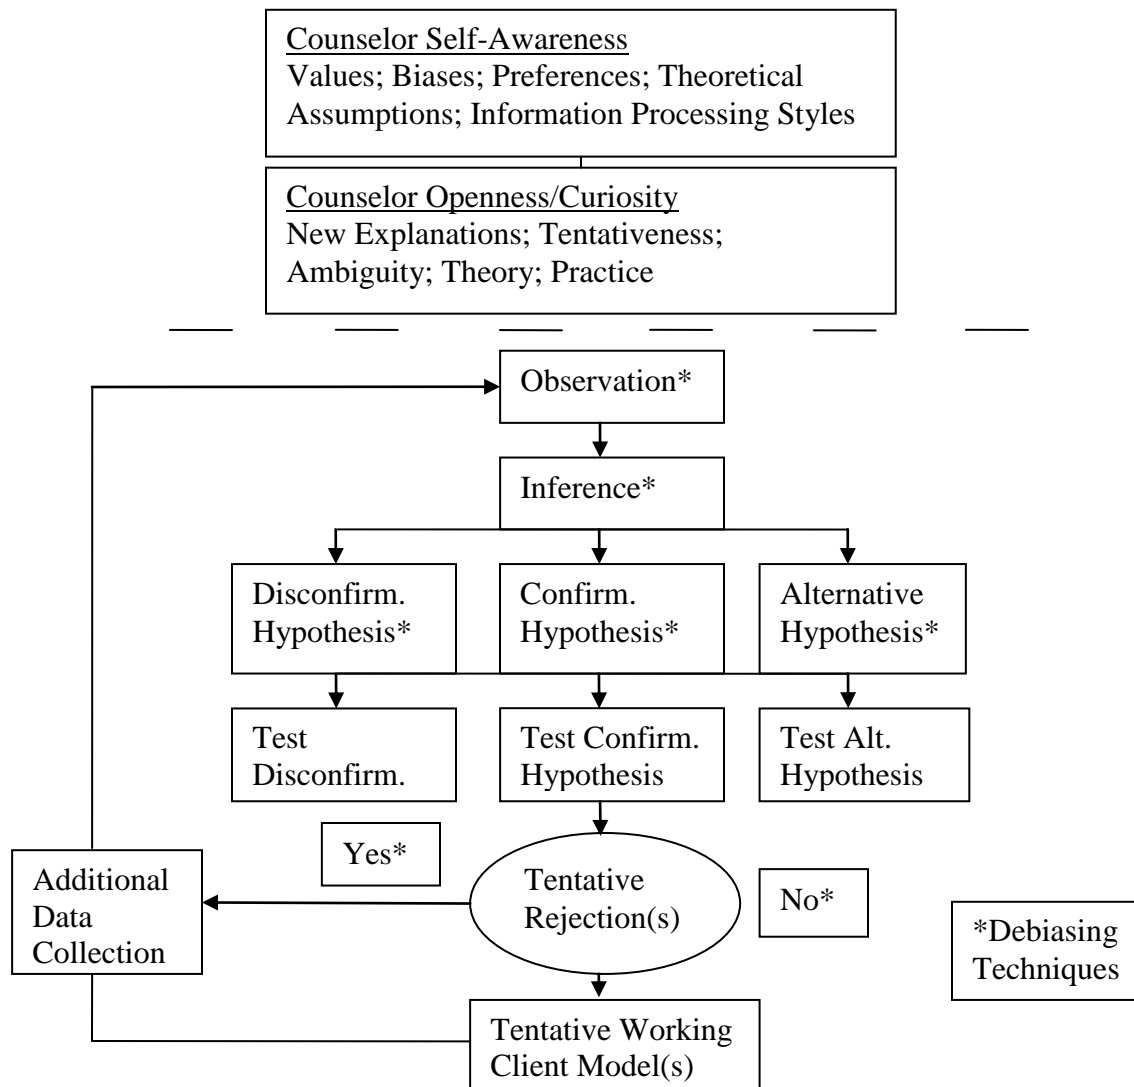 Counselor Self-Awareness
Values; Biases; Preferences; Theoretical
Assumptions; Information Processing Styles
Counselor Openness/Curiosity
New Explanations; Tentativeness;
Ambiguity; Theory; Practice
Observation*
Inference*
Disconfirm.
Hypothesis*
Confirm.
Hypothesis*
Alternative
Hypothesis*
Test
Disconfirm.
Test Confirm.
Hypothesis
Test Alt.
Hypothesis
Yes*
Tentative
Rejection(s)
No*
Additional
Data
Collection
*Debiasing
Techniques
Tentative Working
Client Model(s)